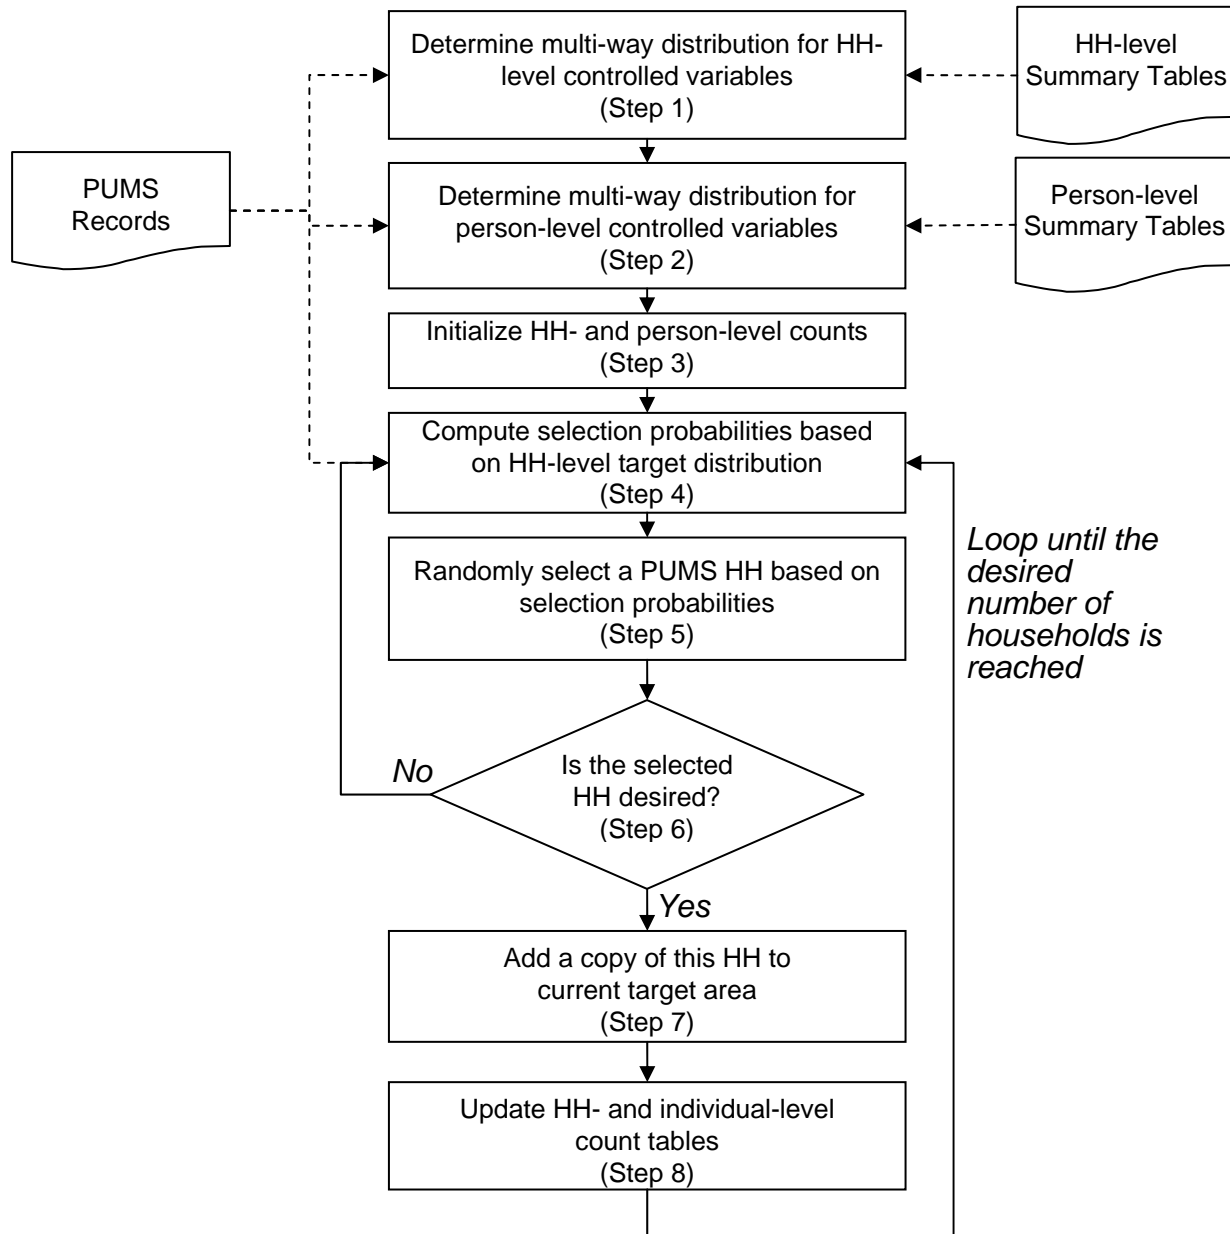 Determine multi-way distribution for HH-
level controlled variables
(Step 1)
HH-level
Summary Tables
PUMS
Records
Determine multi-way distribution for
person-level controlled variables
(Step 2)
Person-level
Summary Tables
Initialize HH- and person-level counts
(Step 3)
Compute selection probabilities based
on HH-level target distribution
(Step 4)
Randomly select a PUMS HH based on
selection probabilities
(Step 5)
Loop until the
desired
number of
households is
reached
Is the selected
HH desired?
(Step 6)
No
Yes
Add a copy of this HH to
current target area
(Step 7)
Update HH- and individual-level
count tables
(Step 8)